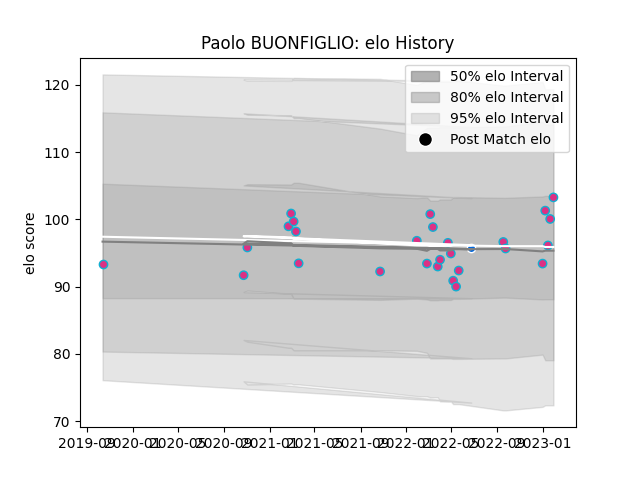 Paolo BUONFIGLIO: elo History
50% elo Interval
80% elo Interval
95% elo Interval
Post Match elo
elo score
120
110
100
90
80
70
2019-09 2020-01 2020-05 2020-09 2021-01 2021-05 2021-09 2022-01 2022-05 2022-09 2023-01